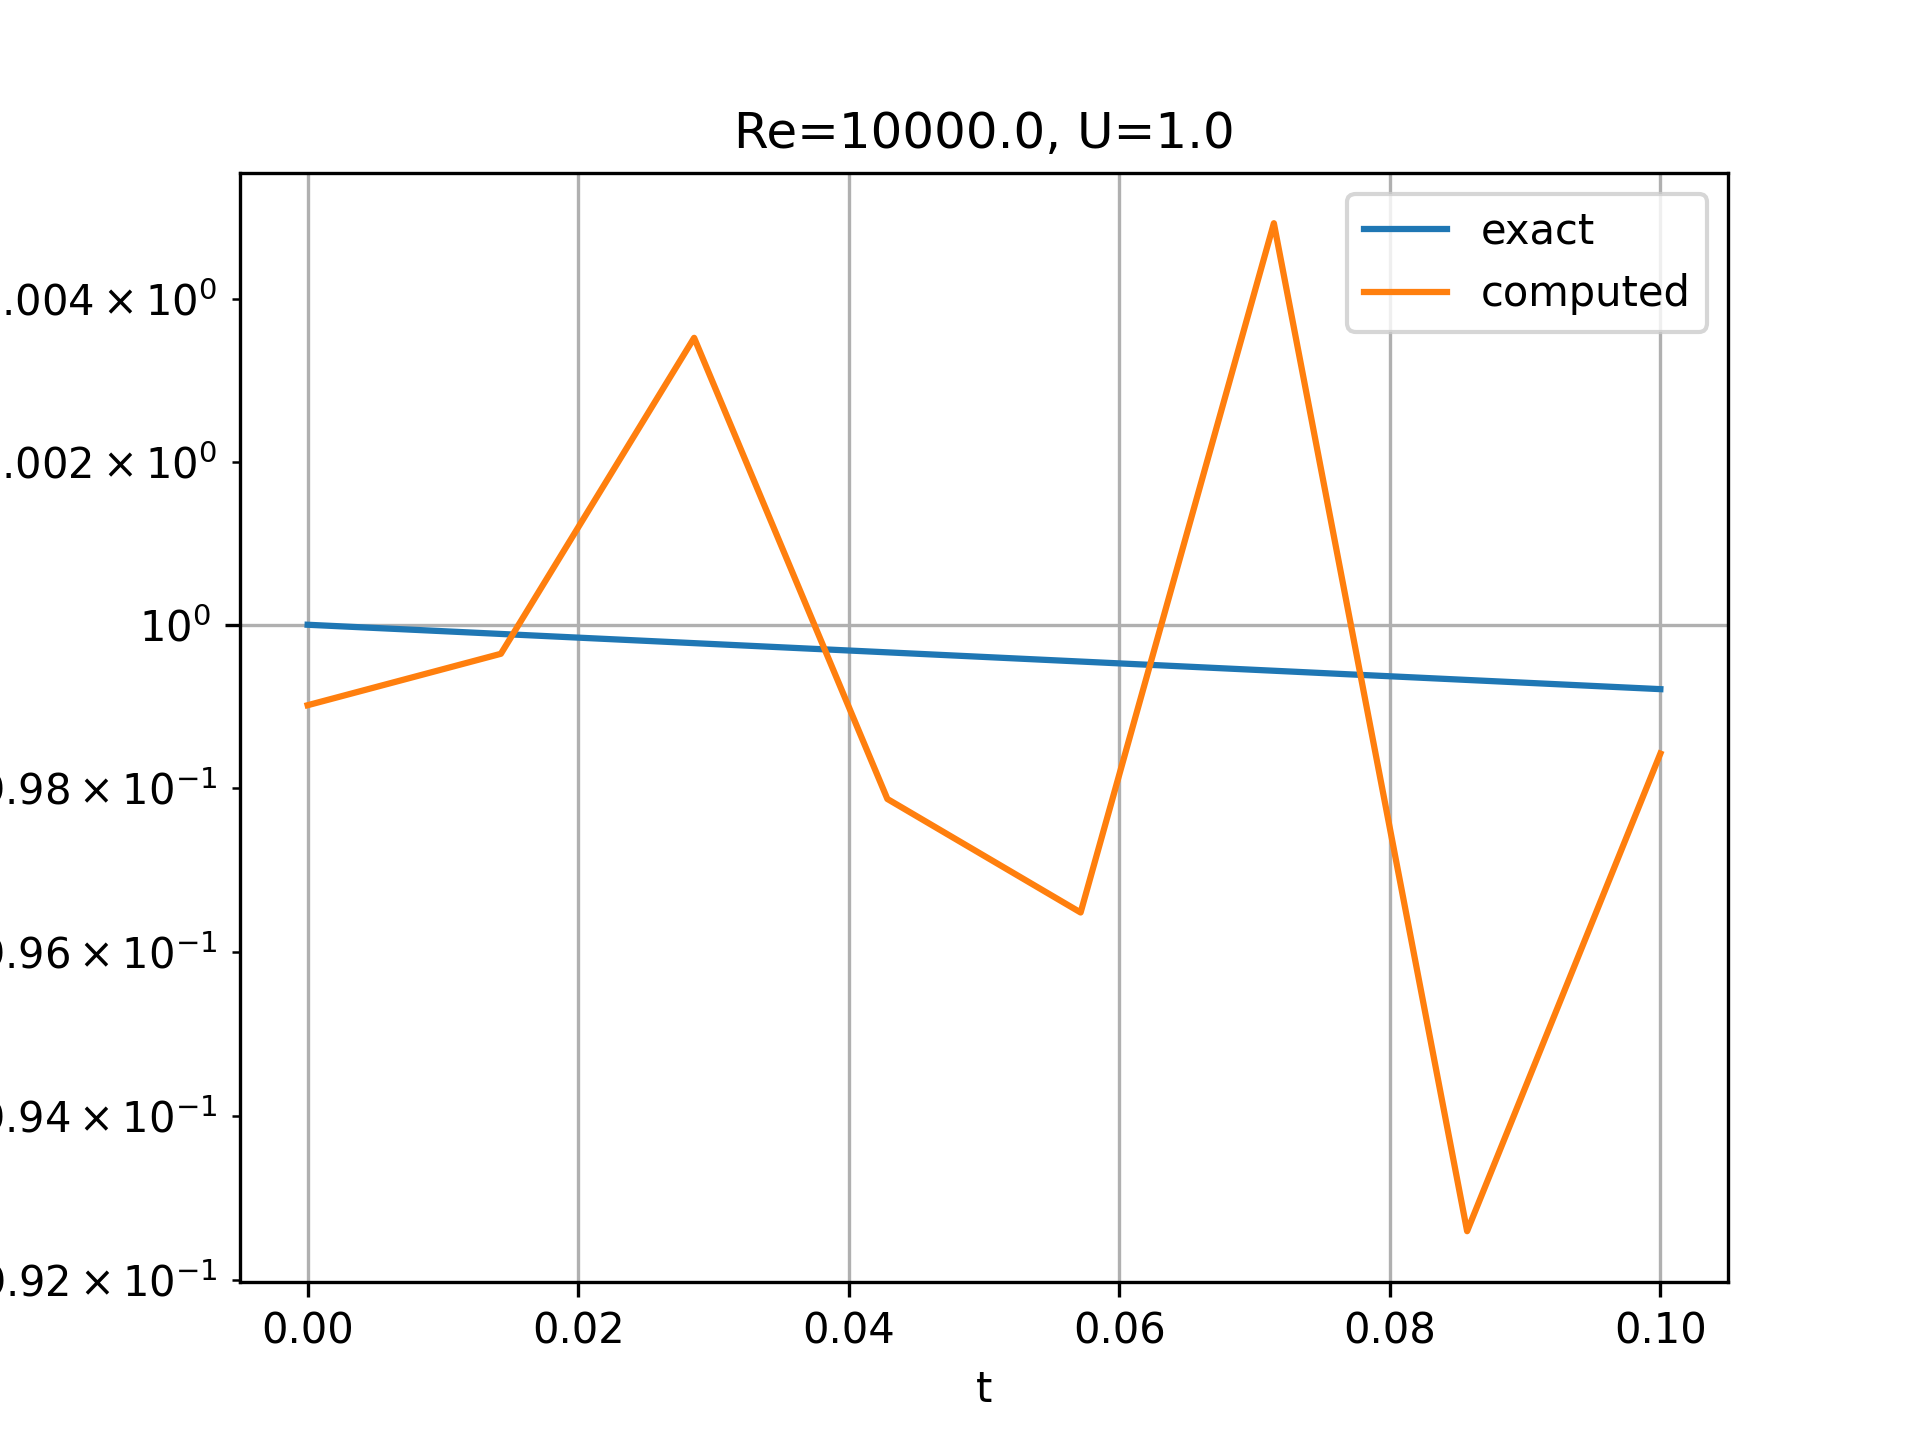 Re=10000.0, U=1.0
exact
computed
.004 × 10⁰
.002 × 10⁰
10⁰
.98 × 10⁻¹
.96 × 10⁻¹
.94 × 10⁻¹
.92 × 10⁻¹
0.00 0.02 0.04 0.06 0.08 0.10
t